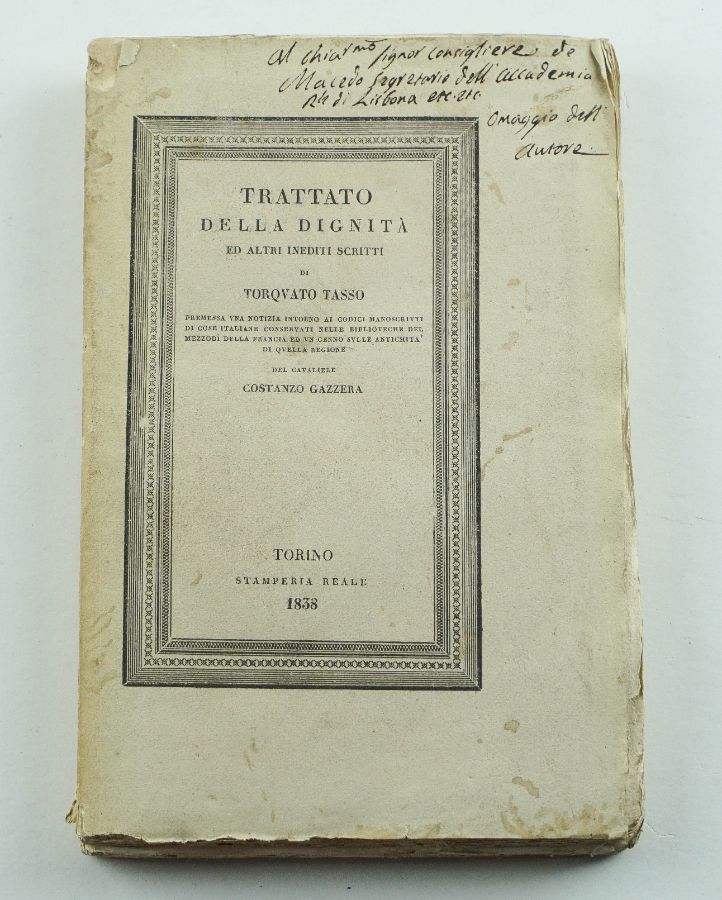 Al chiarmo Signor Consigliere de
Macedo Segretario dell'Accademia
Rle di Lisbona etc. etc.
Omaggio dell'
autore.
TRATTATO
DELLA DIGNITÀ
ED ALTRI INEDITI SCRITTI
DI
TORQVATO TASSO
PREMESSA VNA NOTIZIA INTORNO AI CODICI MANOSCRITTI
DI COSE ITALIANE CONSERVATI NELLE BIBLIOTECHE DEL
MEZZODÌ DELLA FRANCIA ED VN CENNO SVLLE ANTICHITA'
DI QVELLA REGIONE
DEL CAVALIERE
COSTANZO GAZZERA
TORINO
STAMPERIA REALE
1838